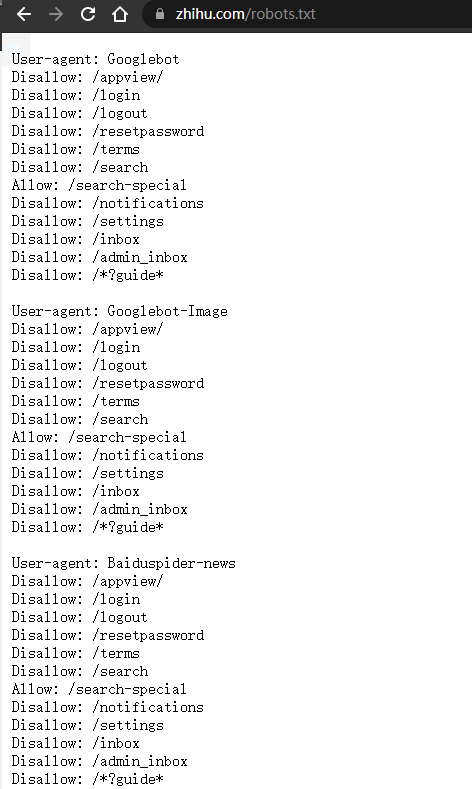 zhihu.com/robots.txt
User-agent: Googlebot
Disallow: /appview/
Disallow: /login
Disallow: /logout
Disallow: /resetpassword
Disallow: /terms
Disallow: /search
Allow: /search-special
Disallow: /notifications
Disallow: /settings
Disallow: /inbox
Disallow: /admin_inbox
Disallow: /*?guide*
User-agent: Googlebot-Image
Disallow: /appview/
Disallow: /login
Disallow: /logout
Disallow: /resetpassword
Disallow: /terms
Disallow: /search
Allow: /search-special
Disallow: /notifications
Disallow: /settings
Disallow: /inbox
Disallow: /admin_inbox
Disallow: /*?guide*
User-agent: Baiduspider-news
Disallow: /appview/
Disallow: /login
Disallow: /logout
Disallow: /resetpassword
Disallow: /terms
Disallow: /search
Allow: /search-special
Disallow: /notifications
Disallow: /settings
Disallow: /inbox
Disallow: /admin_inbox
Disallow: /*?guide*